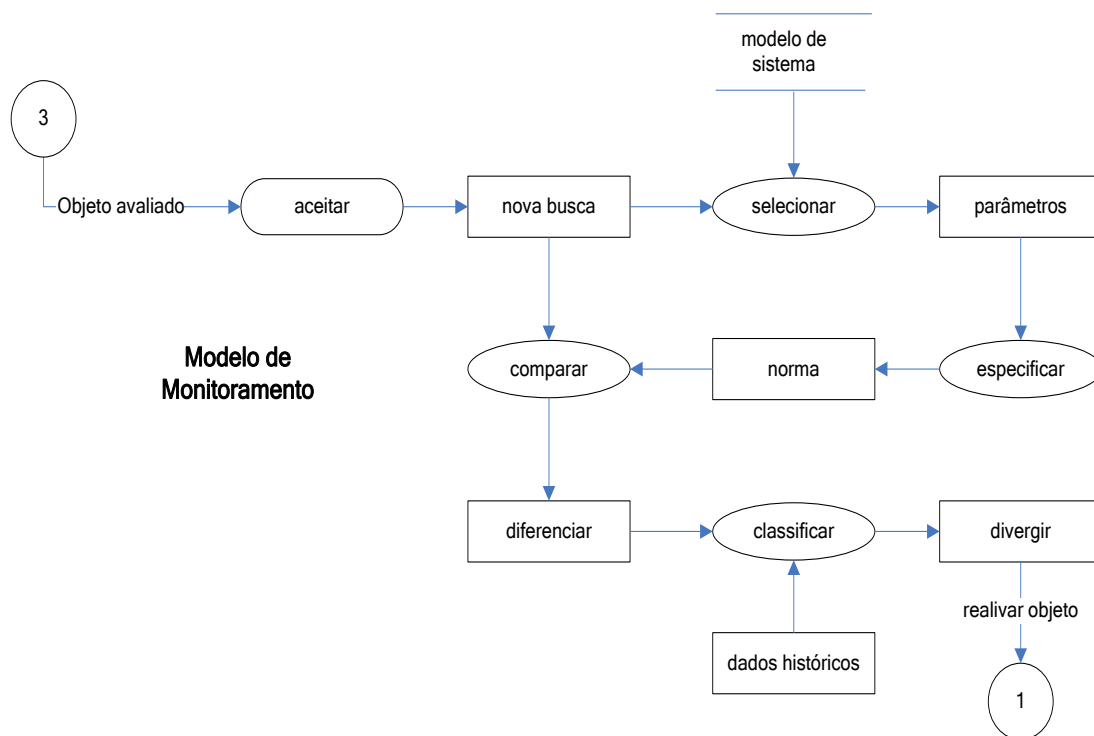 modelo de
sistema
3
Objeto avaliado
aceitar
nova busca
selecionar
parâmetros
Modelo de
Monitoramento
comparar
norma
especificar
diferenciar
classificar
divergir
realivar objeto
dados históricos
1